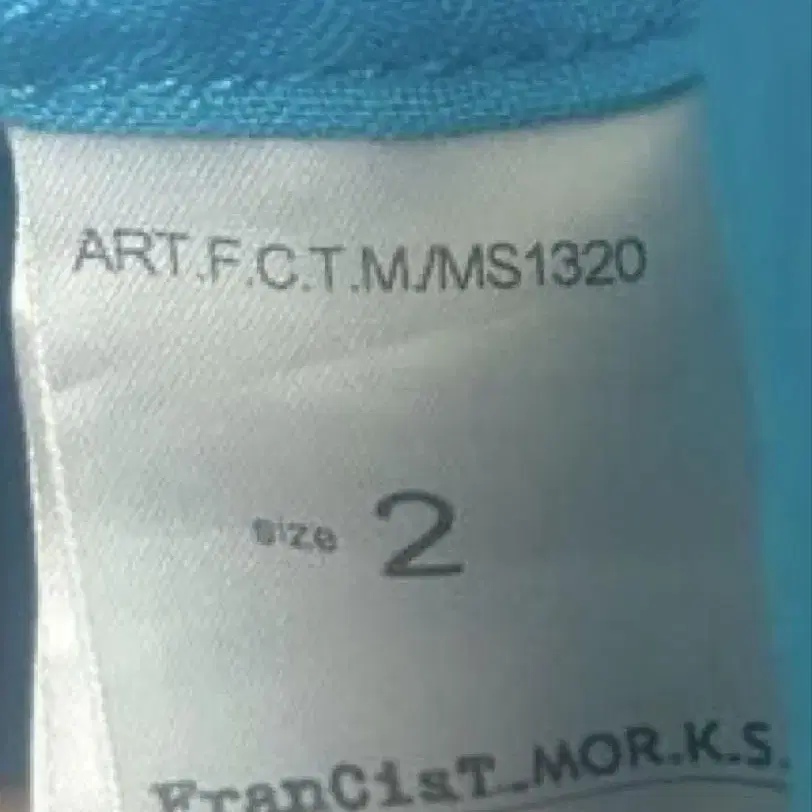 ART.F.C.T.M./MS1320
size 2
FranCisT_MOR.K.S.